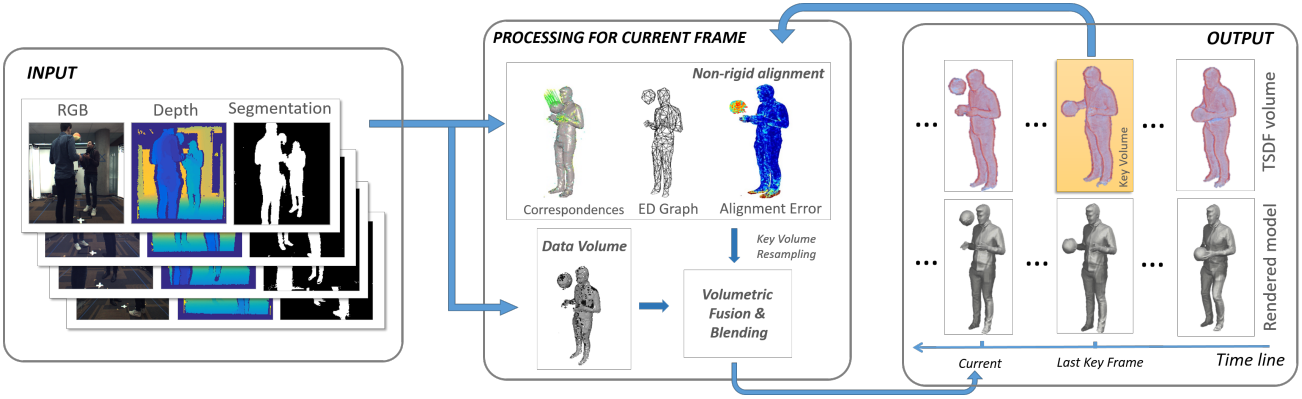 INPUT
RGB
Depth
Segmentation
PROCESSING FOR CURRENT FRAME
Non-rigid alignment
Correspondences
ED Graph
Alignment Error
Data Volume
Key Volume
Resampling
Volumetric
Fusion &
Blending
OUTPUT
Key Volume
TSDF volume
Rendered model
Current
Last Key Frame
Time line